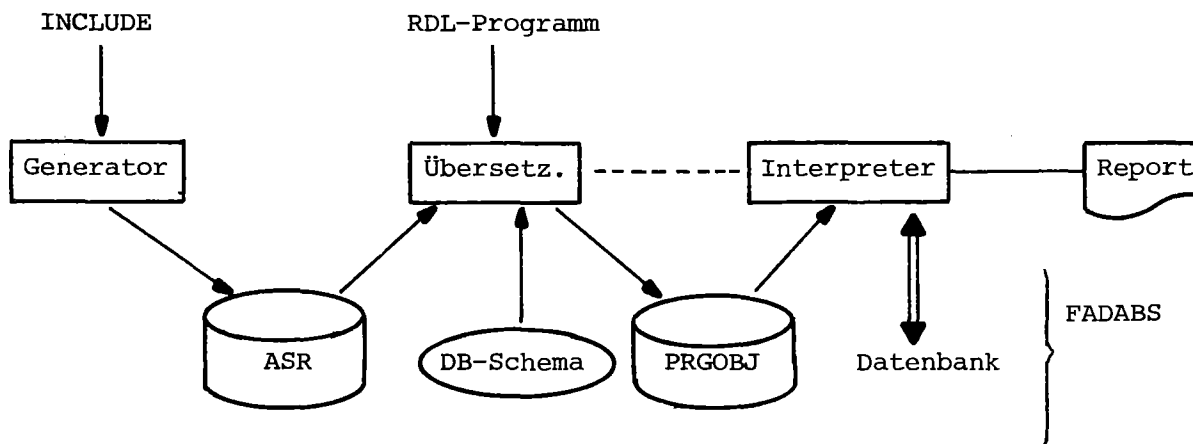 INCLUDE
RDL-Programm
Generator
Übersetz.
Interpreter
Report
FADABS
ASR
DB-Schema
PRGOBJ
Datenbank